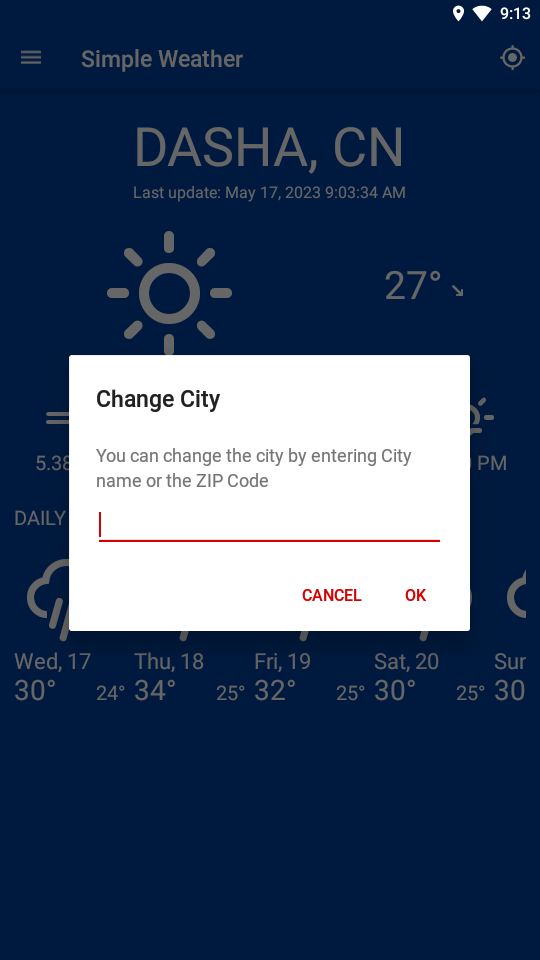 9:13
Simple Weather
DASHA, CN
Last update: May 17, 2023 9:03:34 AM
27°
Change City
You can change the city by entering City
name or the ZIP Code
5.38
PM
DAILY
CANCEL
OK
Wed, 17
Thu, 18
Fri, 19
Sat, 20
30°
24°
34°
25°
32°
25°
30°
25°
30